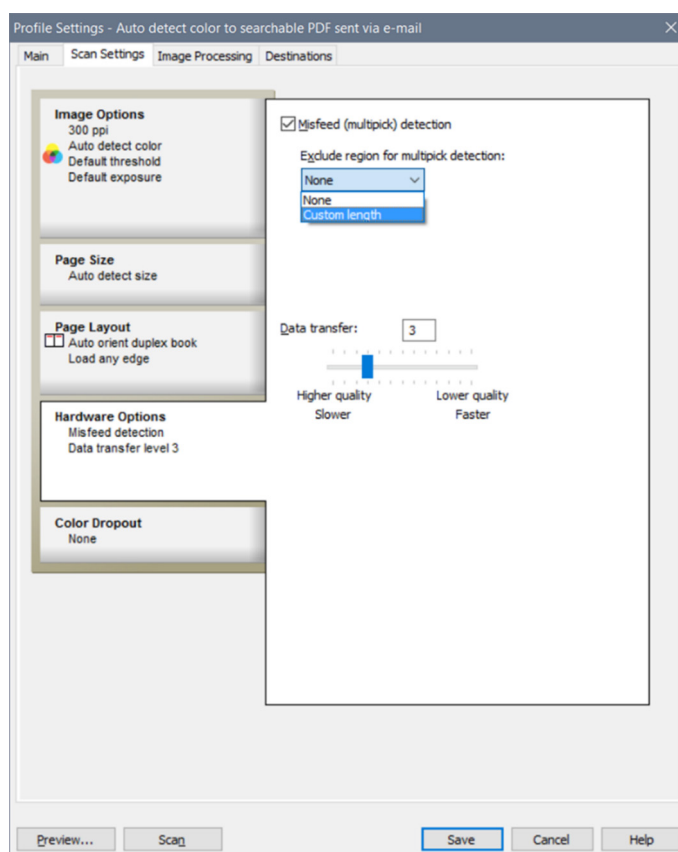 Profile Settings - Auto detect color to searchable PDF sent via e-mail
Main Scan Settings Image Processing Destinations
Image Options
300 ppi
Auto detect color
Default threshold
Default exposure
Page Size
Auto detect size
Page Layout
Auto orient duplex book
Load any edge
Hardware Options
Misfeed detection
Data transfer level 3
Color Dropout
None
Misfeed (multipick) detection
Exclude region for multipick detection:
None
None
Custom length
Data transfer: 3
Higher quality Lower quality
Slower Faster
Preview... Scan Save Cancel Help